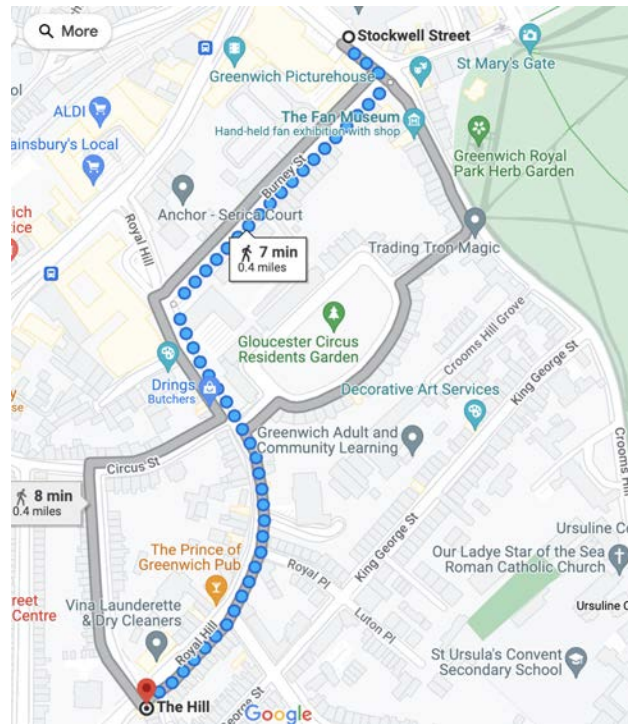 More
Stockwell Street
Greenwich Picturehouse
St Mary's Gate
ALDI
The Fan Museum
Hand-held fan exhibition with shop
ainsbury's Local
Greenwich Royal
Park Herb Garden
Burney St
Anchor - Serica Court
ich
tice
Royal Hill
7 min
0.4 miles
Trading Tron Magic
Gloucester Circus
Residents Garden
Crooms Hill Grove
King George St
Drings
Butchers
Decorative Art Services
Greenwich Adult and
Community Learning
Crooms Hill
Circus St
8 min
0.4 miles
Ursuline Co
The Prince of
Greenwich Pub
King George St
Our Ladye Star of the Sea
Roman Catholic Church
Royal Pl
Ursuline C
reet
Centre
Vina Launderette
& Dry Cleaners
Luton Pl
Royal Hill
St Ursula's Convent
Secondary School
The Hill
Google